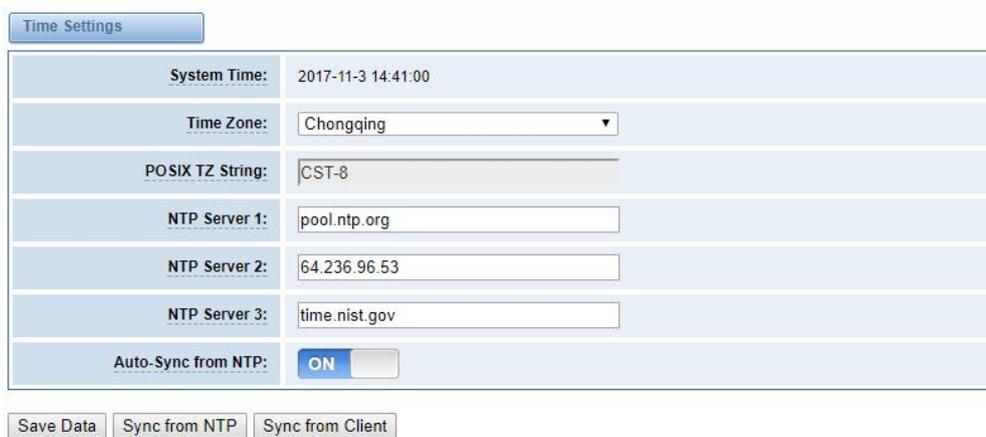 Time Settings
System Time: 2017-11-3 14:41:00
Time Zone: Chongqing
POSIX TZ String: CST-8
NTP Server 1: pool.ntp.org
NTP Server 2: 64.236.96.53
NTP Server 3: time.nist.gov
Auto-Sync from NTP: ON
Save Data Sync from NTP Sync from Client